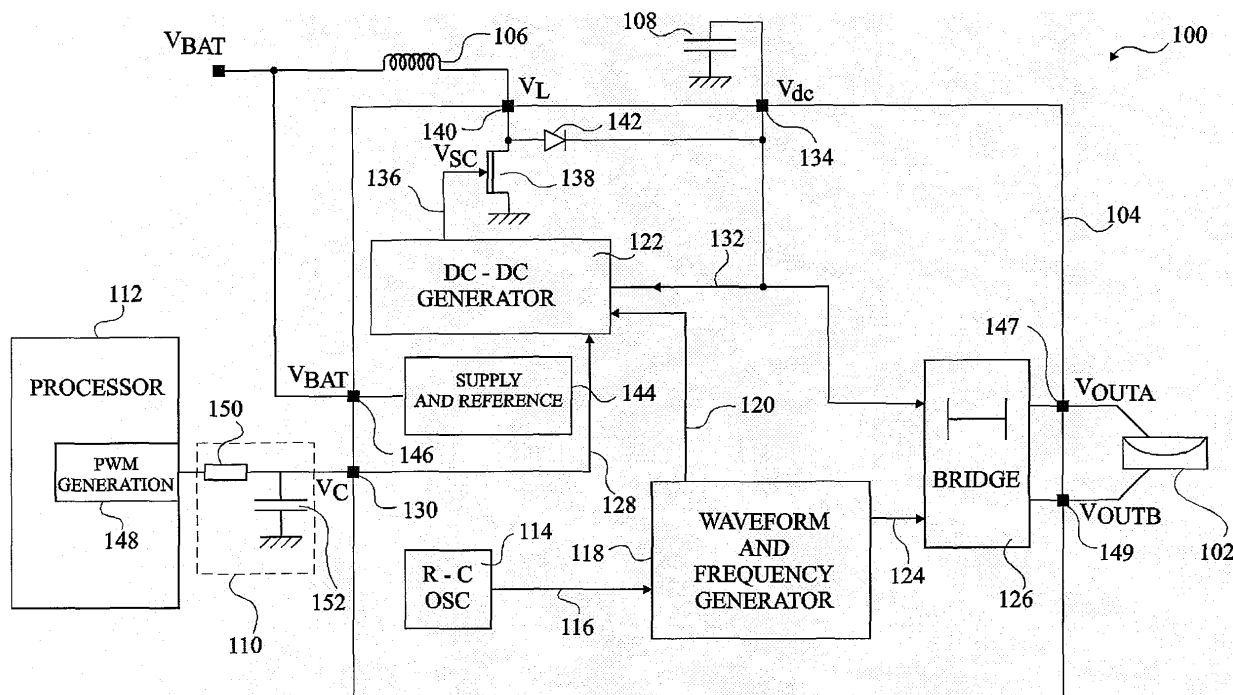 106
108
100
V_BAT
V_L
V_dc
140
142
134
V_SC
136
138
104
122
132
DC - DC
GENERATOR
112
147
PROCESSOR
V_BAT
SUPPLY
AND REFERENCE
144
120
V_OUTA
150
146
PWM
GENERATION
V_C
BRIDGE
148
130
128
WAVEFORM
AND
FREQUENCY
GENERATOR
V_OUTB
102
114
118
124
149
152
R - C
OSC
126
110
116